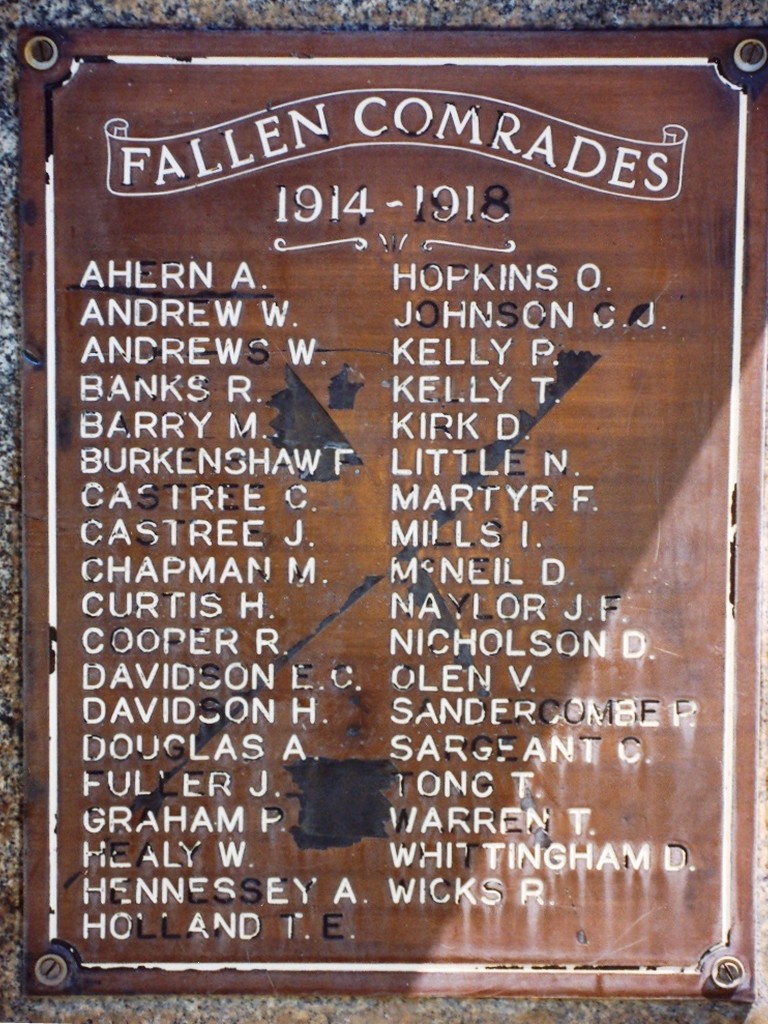 FALLEN COMRADES
1914-1918
AHERN A.
ANDREW W.
ANDREWS W.
BANKS R.
BARRY M.
BURKENSHAW F.
CASTREE C.
CASTREE J.
CHAPMAN M.
CURTIS H.
COOPER R.
DAVIDSON E.C.
DAVIDSON H.
DOUGLAS A.
FULLER J.
GRAHAM P.
HEALY W.
HENNESSEY A.
HOLLAND T.E.
HOPKINS O.
JOHNSON C.J.
KELLY P.
KELLY T.
KIRK D.
LITTLE N.
MARTYR F.
MILLS I.
McNEIL D.
NAYLOR J.F.
NICHOLSON D.
OLEN V.
SANDERCOMBE P.
SARGEANT C.
TONG T.
WARREN T.
WHITTINGHAM D.
WICKS R.